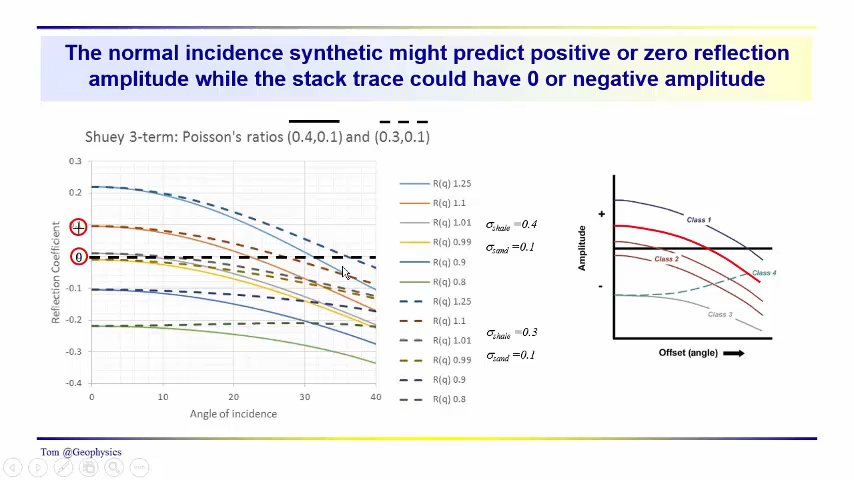 The normal incidence synthetic might predict positive or zero reflection
amplitude while the stack trace could have 0 or negative amplitude
Shuey 3-term: Poisson's ratios (0.4,0.1) and (0.3,0.1)
Reflection Coefficient
0.3
0.2
+
0
-0.1
-0.2
-0.3
-0.4
0
10
20
30
40
Angle of incidence
R(q) 1.25
R(q) 1.1
R(q) 1.01
R(q) 0.99
R(q) 0.9
R(q) 0.8
R(q) 1.25
R(q) 1.1
R(q) 1.01
R(q) 0.99
R(q) 0.9
R(q) 0.8
σshale =0.4
σsand =0.1
σshale =0.3
σsand =0.1
Amplitude
+
-
Class 1
Class 2
Class 4
Class 3
Offset (angle)
Tom @Geophysics